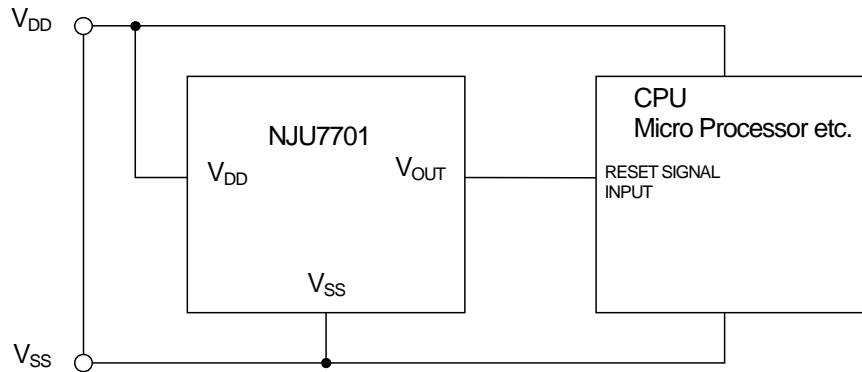 VDD
NJU7701
VDD
VOUT
VSS
CPU
Micro Processor etc.
RESET SIGNAL
INPUT
VSS